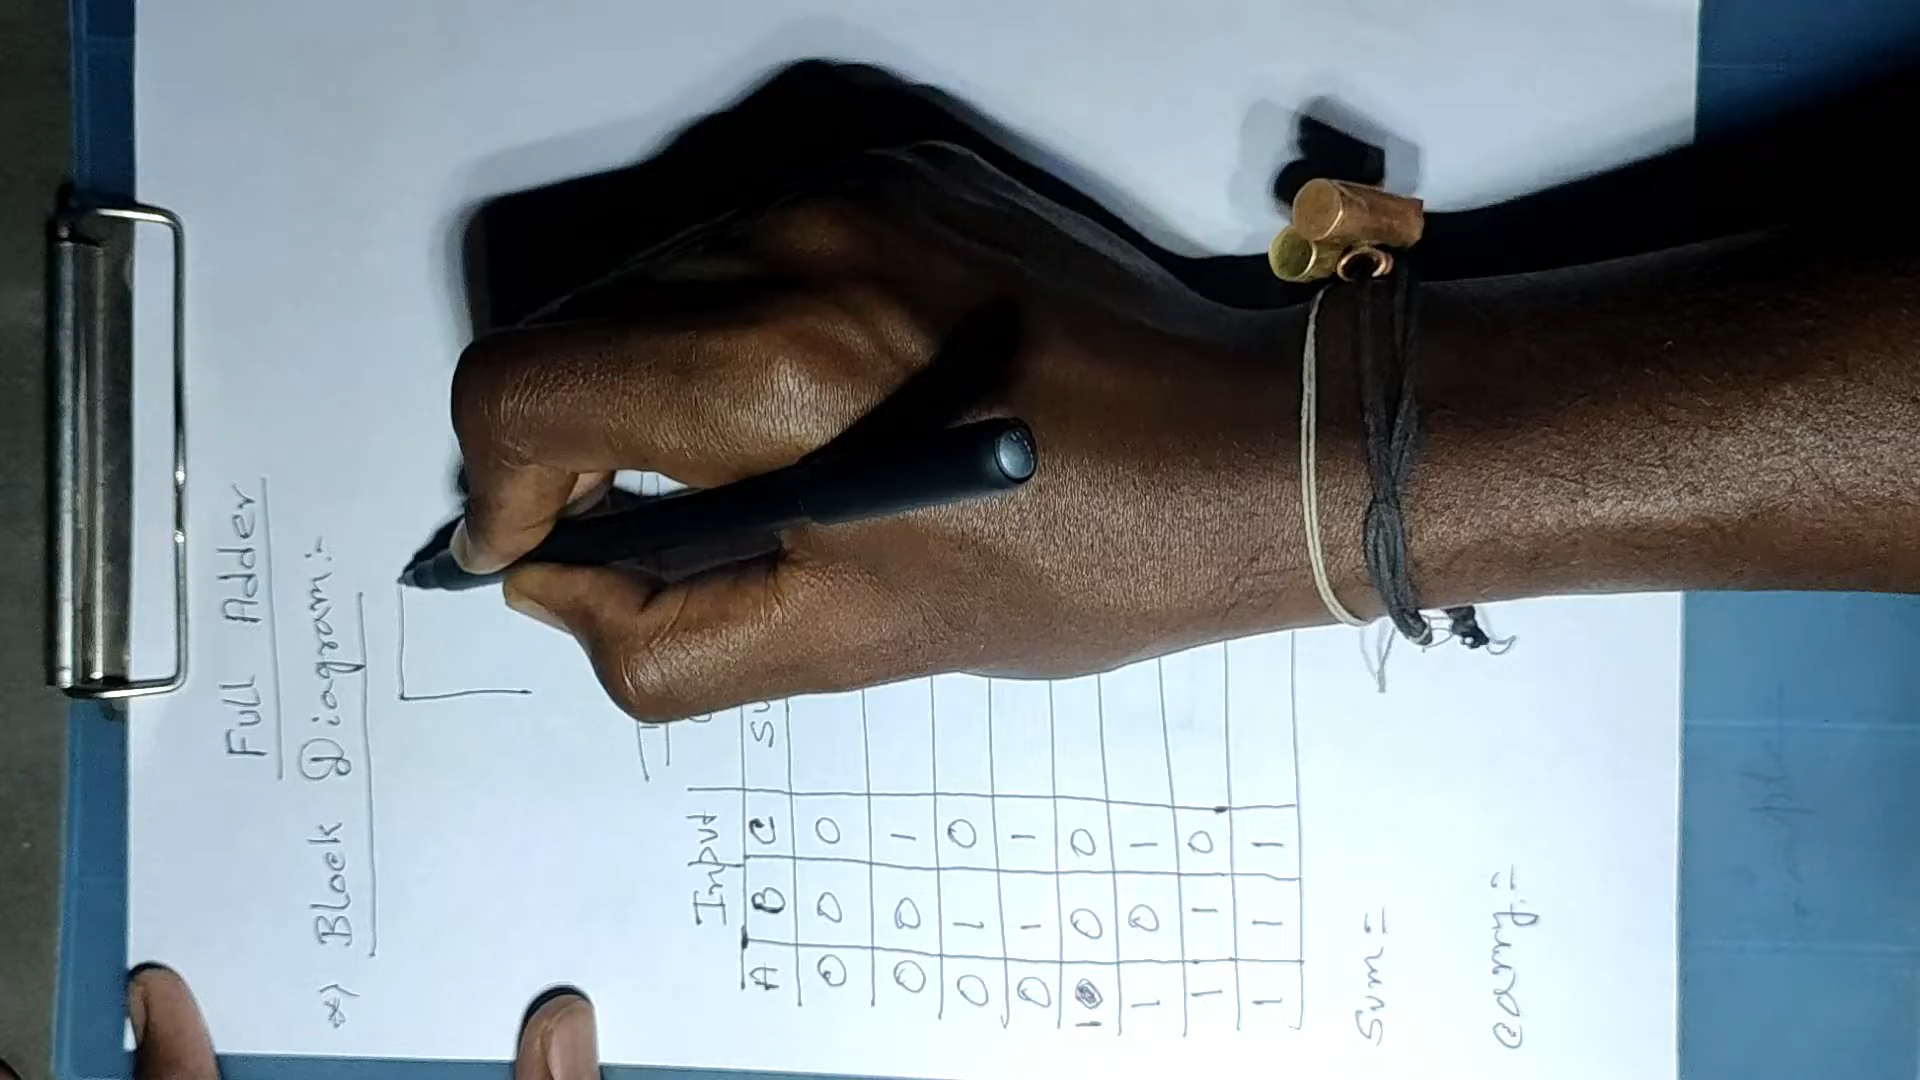 Full Adder
*) Block Diagram:-
Input
A B C Su
0 0 0
0 0 1
0 1 0
0 1 1
1 0 0
1 0 1
1 1 0
1 1 1
Sum =
Carry:=